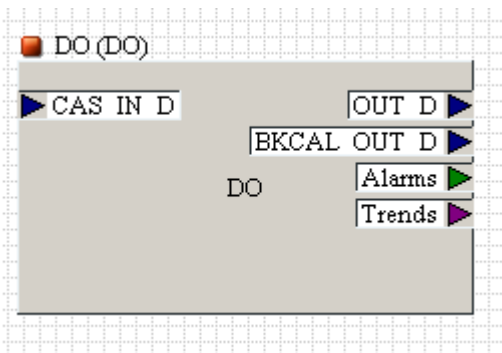 DO (DO)
CAS IN D
OUT D
BKCAL OUT D
DO
Alarms
Trends